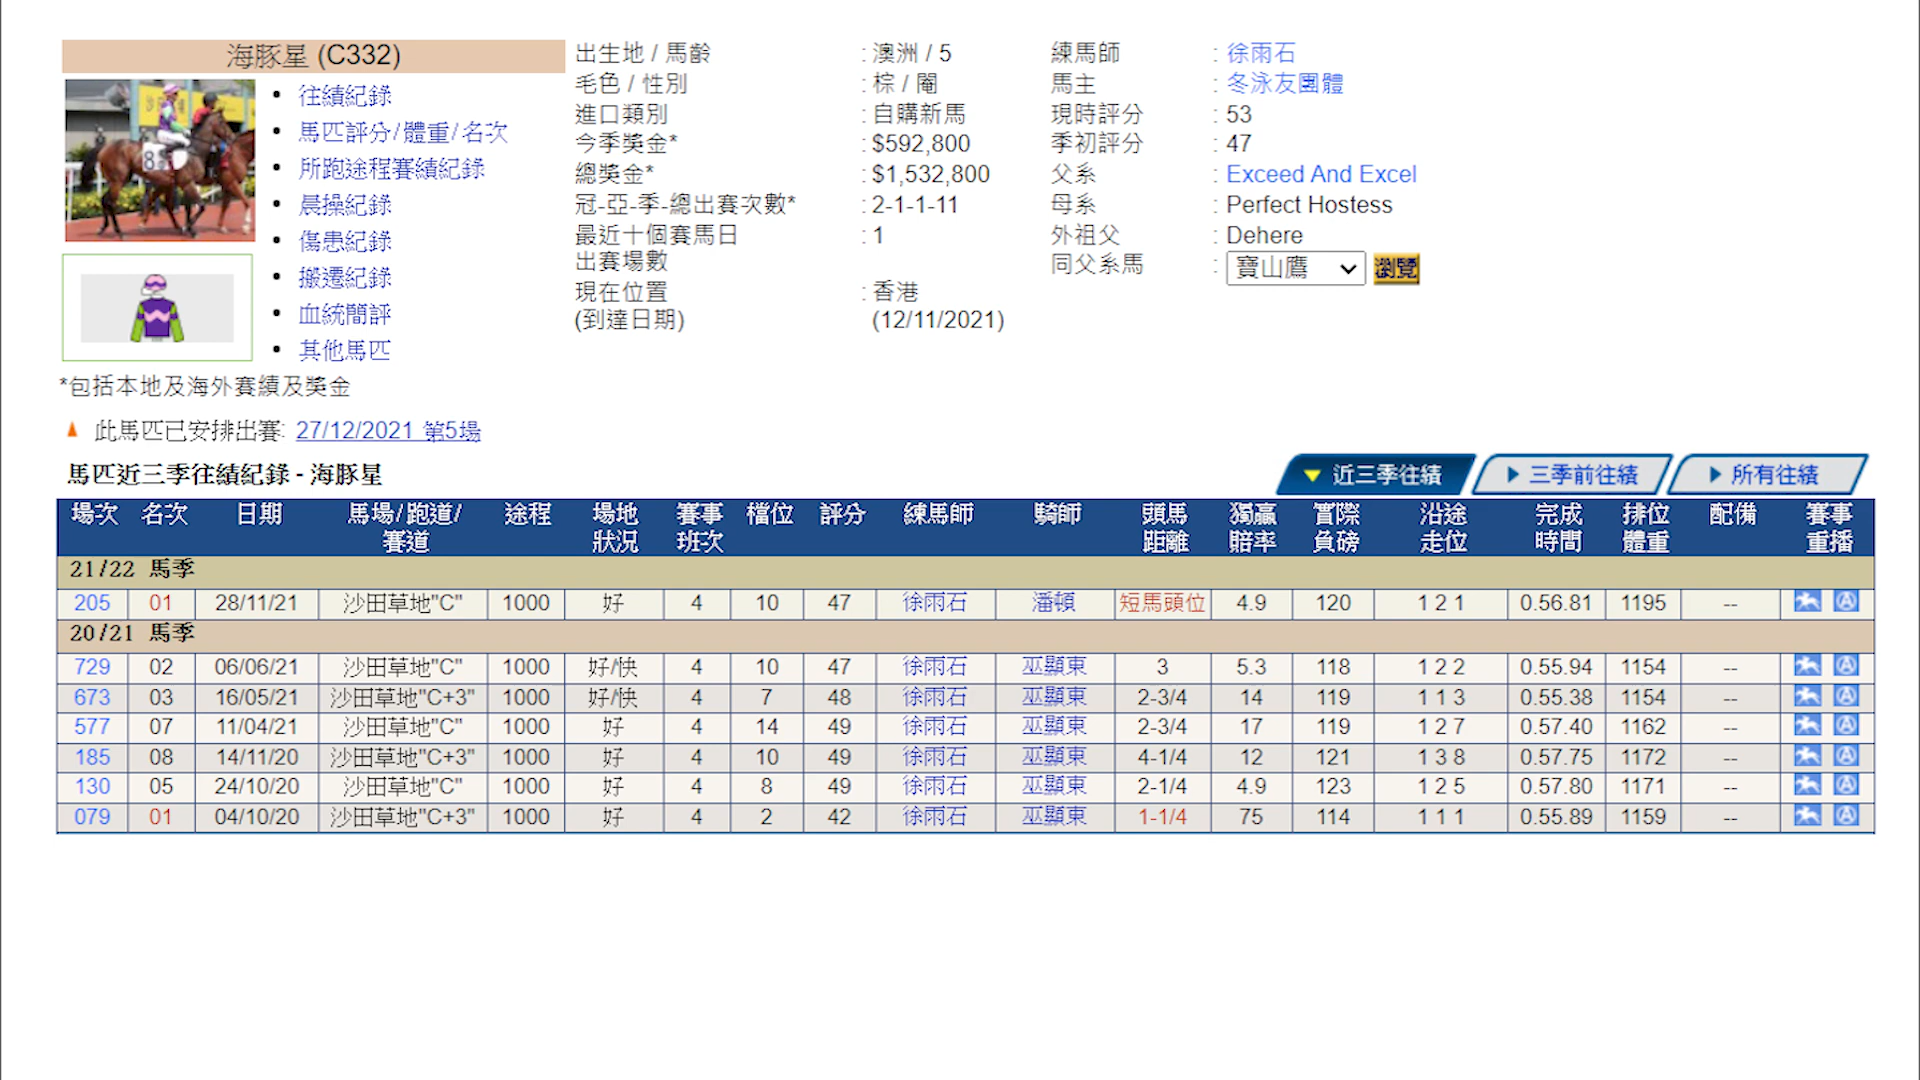 海豚星 (C332)
• 往績紀錄
• 馬匹評分/體重/名次
• 所跑途程賽績紀錄
• 晨操紀錄
• 傷患紀錄
• 搬遷紀錄
• 血統簡評
• 其他馬匹
出生地 / 馬齡 : 澳洲 / 5
毛色 / 性別 : 棕 / 閹
進口類別 : 自購新馬
今季獎金* : $592,800
總獎金* : $1,532,800
冠-亞-季-總出賽次數* : 2-1-1-11
最近十個賽馬日 : 1
出賽場數
現在位置 : 香港
(到達日期) (12/11/2021)
練馬師 : 徐雨石
馬主 : 冬泳友團體
現時評分 : 53
季初評分 : 47
父系 : Exceed And Excel
母系 : Perfect Hostess
外祖父 : Dehere
同父系馬 : 寶山鷹 瀏覽
*包括本地及海外賽績及獎金
此馬匹已安排出賽: 27/12/2021 第5場
馬匹近三季往績紀錄 - 海豚星
近三季往績 三季前往績 所有往績
場次 名次 日期 馬場/跑道/賽道 途程 場地狀況 賽事班次 檔位 評分 練馬師 騎師 頭馬距離 獨贏賠率 實際負磅 沿途走位 完成時間 排位體重 配備 賽事重播
21/22 馬季
205 01 28/11/21 沙田草地"C" 1000 好 4 10 47 徐雨石 潘頓 短馬頭位 4.9 120 1 2 1 0.56.81 1195 --
20/21 馬季
729 02 06/06/21 沙田草地"C" 1000 好/快 4 10 47 徐雨石 巫顯東 3 5.3 118 1 2 2 0.55.94 1154 --
673 03 16/05/21 沙田草地"C+3" 1000 好/快 4 7 48 徐雨石 巫顯東 2-3/4 14 119 1 1 3 0.55.38 1154 --
577 07 11/04/21 沙田草地"C" 1000 好 4 14 49 徐雨石 巫顯東 2-3/4 17 119 1 2 7 0.57.40 1162 --
185 08 14/11/20 沙田草地"C+3" 1000 好 4 10 49 徐雨石 巫顯東 4-1/4 12 121 1 3 8 0.57.75 1172 --
130 05 24/10/20 沙田草地"C" 1000 好 4 8 49 徐雨石 巫顯東 2-1/4 4.9 123 1 2 5 0.57.80 1171 --
079 01 04/10/20 沙田草地"C+3" 1000 好 4 2 42 徐雨石 巫顯東 1-1/4 75 114 1 1 1 0.55.89 1159 --